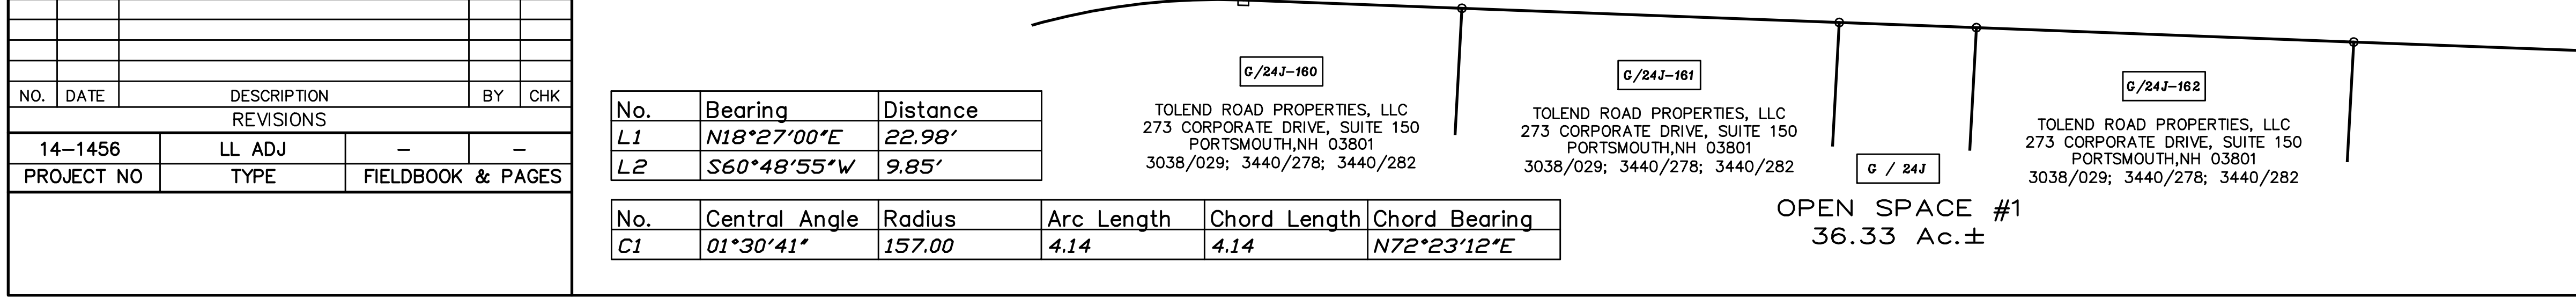 NO. DATE DESCRIPTION BY CHK
REVISIONS
14-1456 LL ADJ - -
PROJECT NO TYPE FIELDBOOK & PAGES
No. Bearing Distance
L1 N18°27'00"E 22.98'
L2 S60°48'55"W 9.85'
No. Central Angle Radius Arc Length Chord Length Chord Bearing
C1 01°30'41" 157.00 4.14 4.14 N72°23'12"E
G/24J-160
TOLEND ROAD PROPERTIES, LLC
273 CORPORATE DRIVE, SUITE 150
PORTSMOUTH,NH 03801
3038/029; 3440/278; 3440/282
G/24J-161
TOLEND ROAD PROPERTIES, LLC
273 CORPORATE DRIVE, SUITE 150
PORTSMOUTH,NH 03801
3038/029; 3440/278; 3440/282
G / 24J
OPEN SPACE #1
36.33 Ac.±
G/24J-162
TOLEND ROAD PROPERTIES, LLC
273 CORPORATE DRIVE, SUITE 150
PORTSMOUTH,NH 03801
3038/029; 3440/278; 3440/282